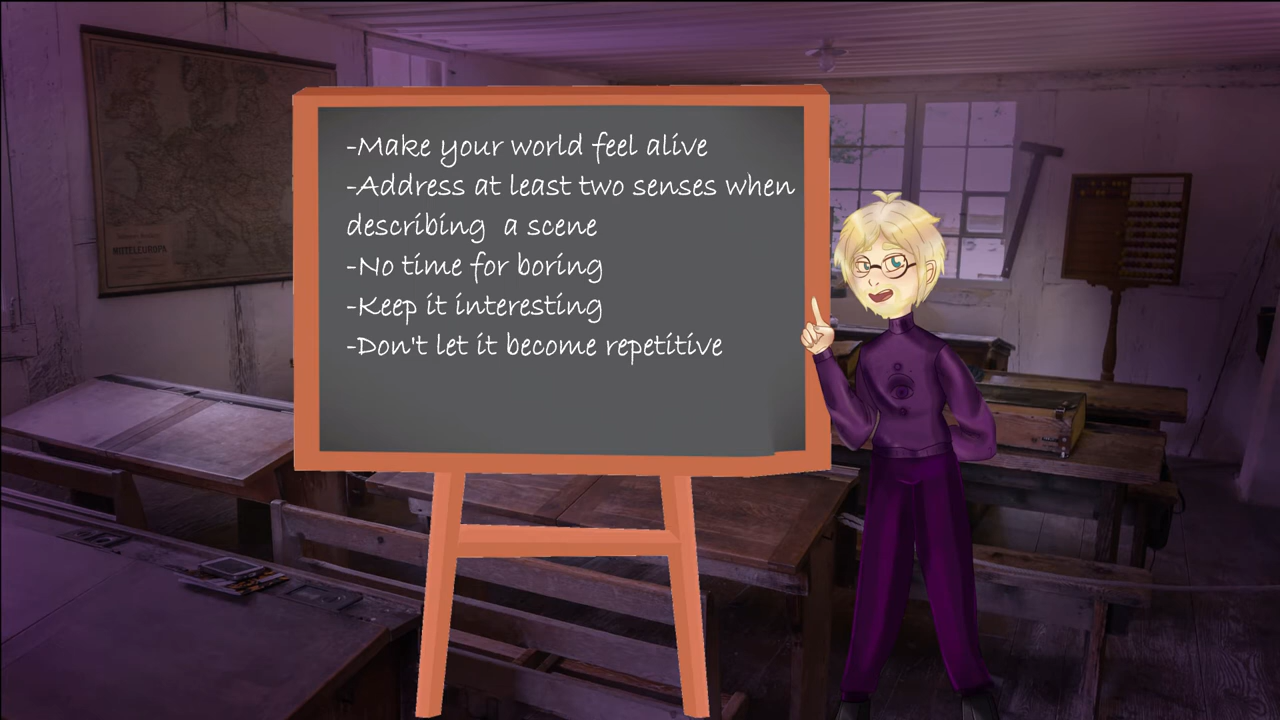 HOTELEUROPA
-Make your world feel alive
-Address at least two senses when
describing a scene
-No time for boring
-Keep it interesting
-Don't let it become repetitive